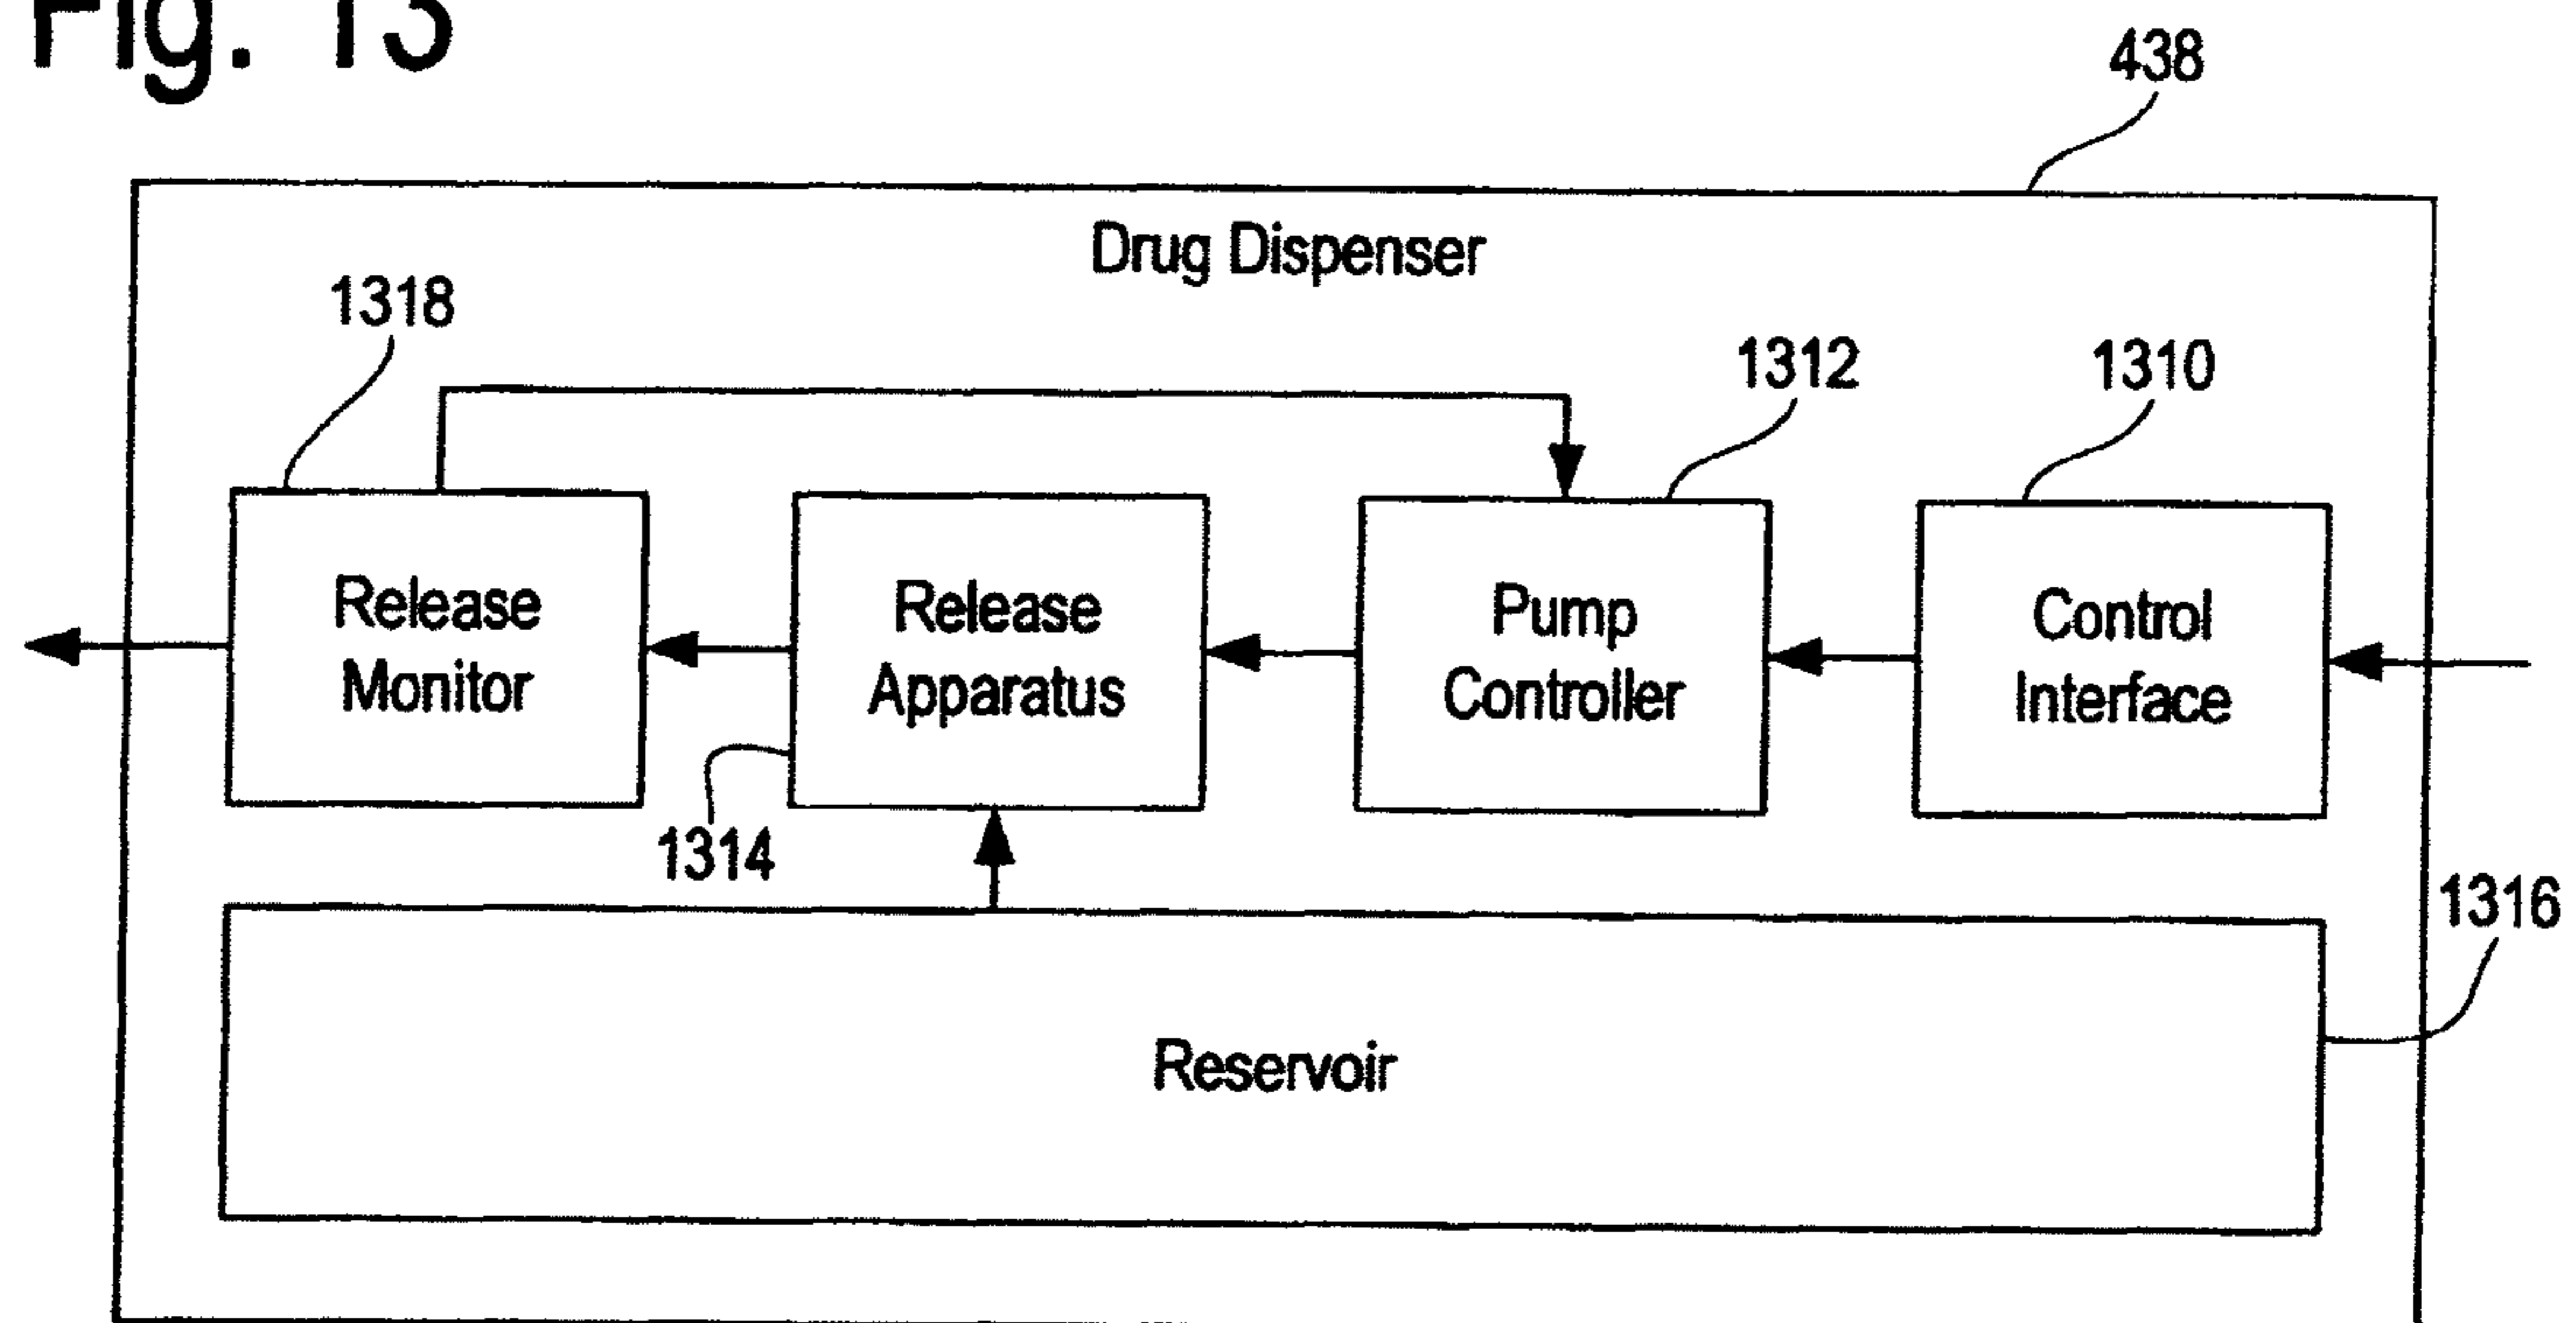 Fig. 13
438
Drug Dispenser
1318
1312
1310
Release
Monitor
Release
Apparatus
Pump
Controller
Control
Interface
1314
1316
Reservoir